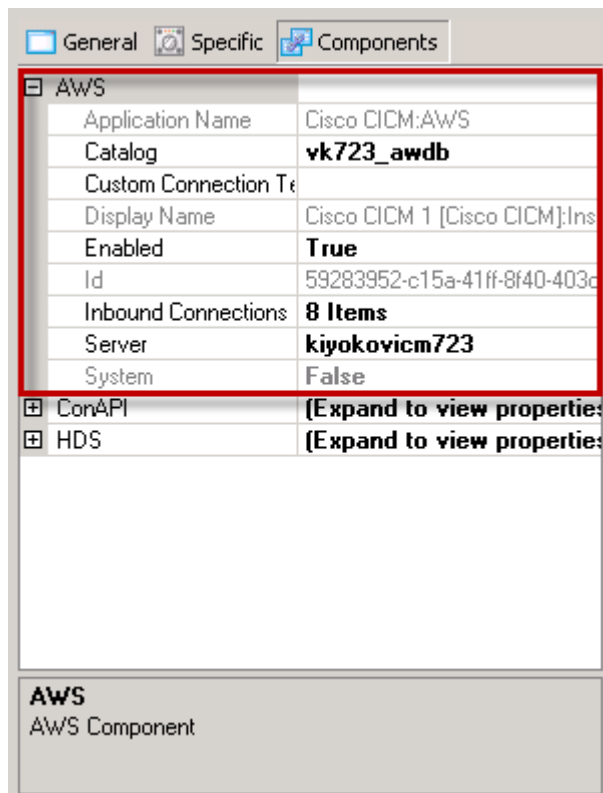 General Specific Components
AWS
Application Name Cisco CICM:AWS
Catalog vk723_awdb
Custom Connection Te
Display Name Cisco CICM 1 [Cisco CICM]:Ins
Enabled True
Id 59283952-c15a-41ff-8f40-403c
Inbound Connections 8 Items
Server kiyokovicm723
System False
ConAPI (Expand to view properties
HDS (Expand to view properties
AWS
AWS Component